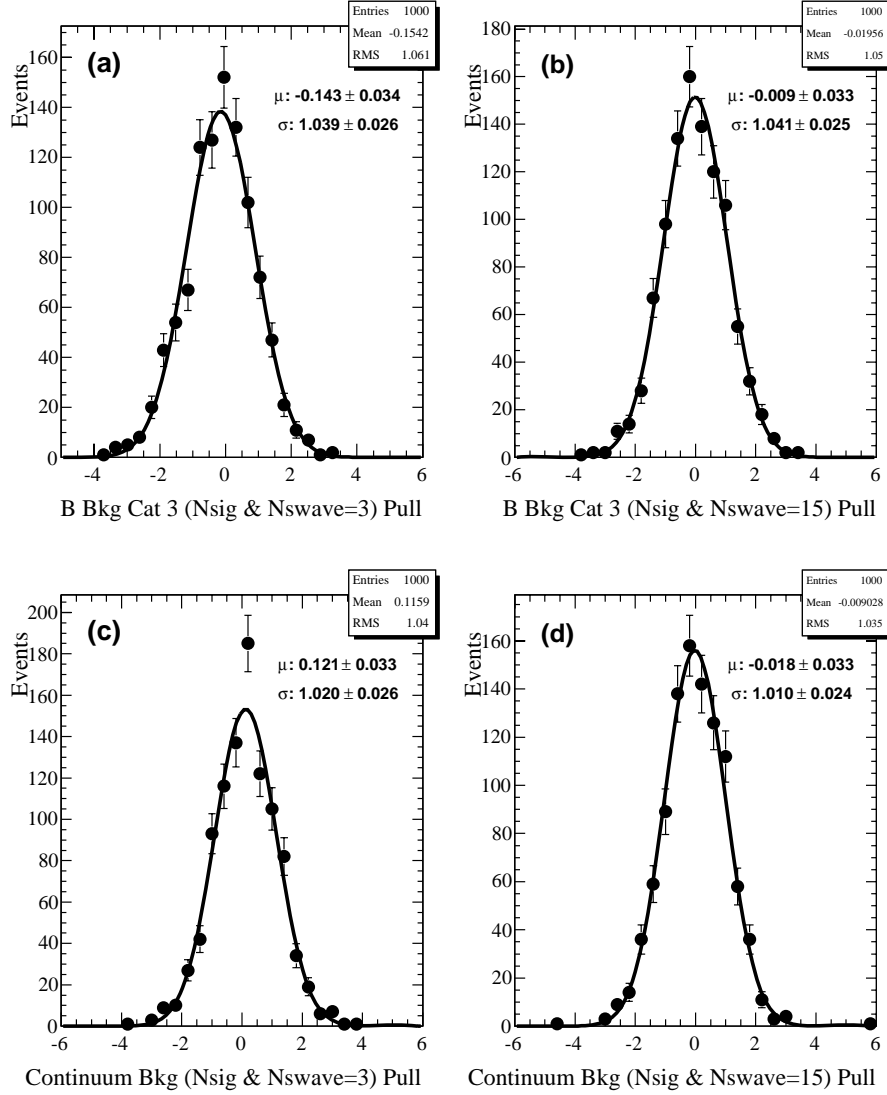 Entries 1000
Mean -0.1542
RMS 1.061
(a)
μ: -0.143 ± 0.034
σ: 1.039 ± 0.026
Events
160
140
120
100
80
60
40
20
0
-4 -2 0 2 4 6
B Bkg Cat 3 (Nsig & Nswave=3) Pull
Entries 1000
Mean -0.01956
RMS 1.05
(b)
μ: -0.009 ± 0.033
σ: 1.041 ± 0.025
Events
180
160
140
120
100
80
60
40
20
0
-6 -4 -2 0 2 4 6
B Bkg Cat 3 (Nsig & Nswave=15) Pull
Entries 1000
Mean 0.1159
RMS 1.04
(c)
μ: 0.121 ± 0.033
σ: 1.020 ± 0.026
Events
200
180
160
140
120
100
80
60
40
20
0
-6 -4 -2 0 2 4 6
Continuum Bkg (Nsig & Nswave=3) Pull
Entries 1000
Mean -0.009028
RMS 1.035
(d)
μ: -0.018 ± 0.033
σ: 1.010 ± 0.024
Events
160
140
120
100
80
60
40
20
0
-6 -4 -2 0 2 4 6
Continuum Bkg (Nsig & Nswave=15) Pull